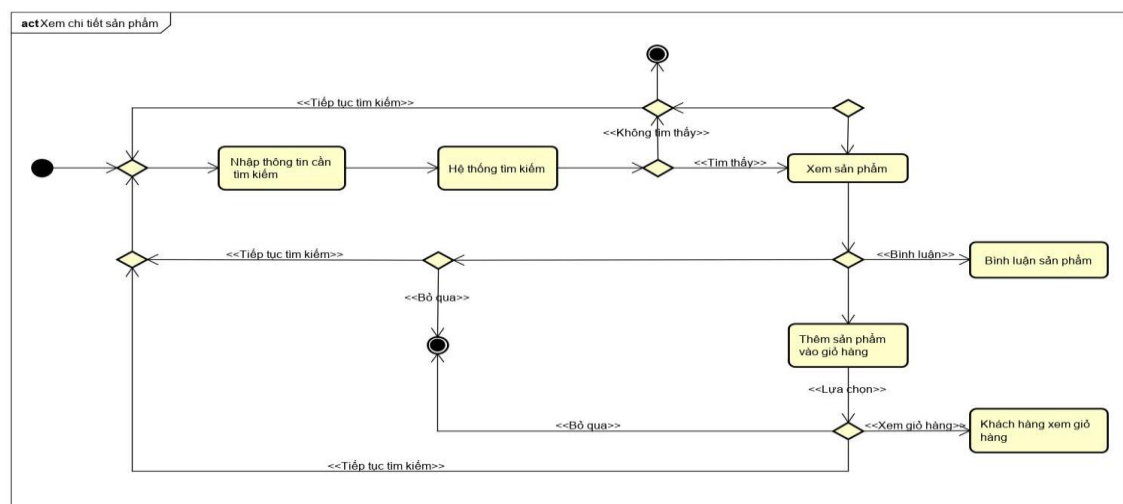 act Xem chi tiết sản phẩm
<<Tiếp tục tìm kiếm>>
<<Không tìm thấy>>
Nhập thông tin cần
tìm kiếm
Hệ thống tìm kiếm
<<Tìm thấy>>
Xem sản phẩm
<<Tiếp tục tìm kiếm>>
<<Bình luận>>
Bình luận sản phẩm
<<Bỏ qua>>
Thêm sản phẩm
vào giỏ hàng
<<Lựa chọn>>
<<Bỏ qua>>
<<Xem giỏ hàng>>
Khách hàng xem giỏ
hàng
<<Tiếp tục tìm kiếm>>